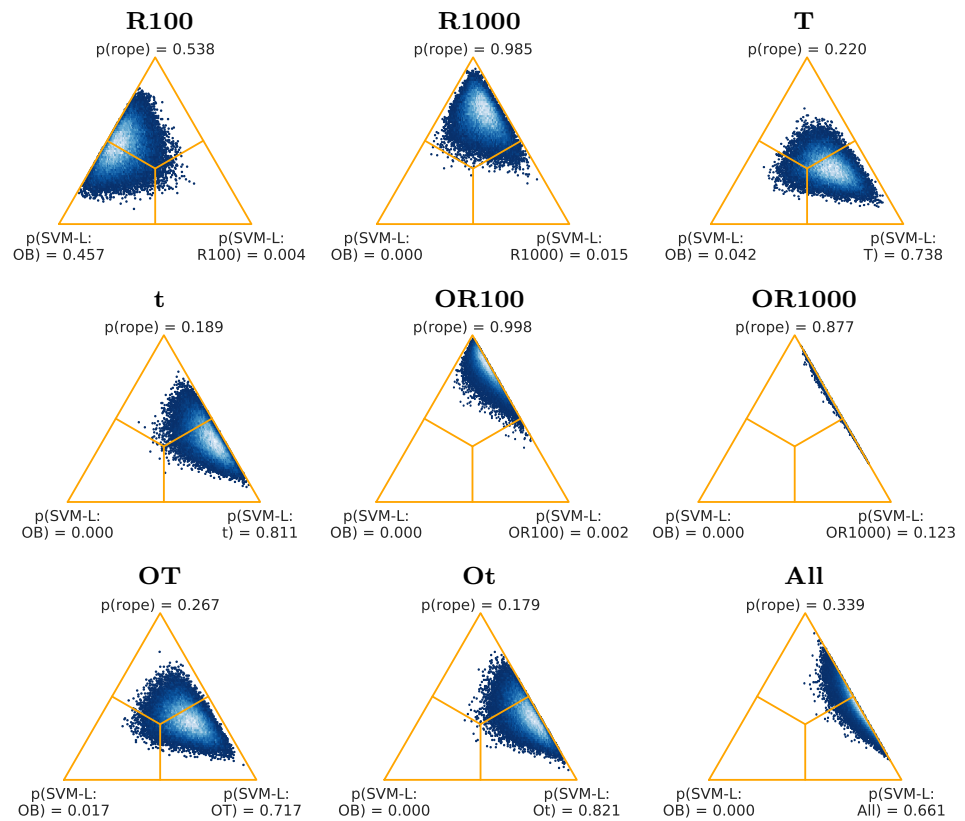 R100
p(rope) = 0.538
p(SVM-L:
OB) = 0.457
p(SVM-L:
R100) = 0.004
R1000
p(rope) = 0.985
p(SVM-L:
OB) = 0.000
p(SVM-L:
R1000) = 0.015
T
p(rope) = 0.220
p(SVM-L:
OB) = 0.042
p(SVM-L:
T) = 0.738
t
p(rope) = 0.189
p(SVM-L:
OB) = 0.000
p(SVM-L:
t) = 0.811
OR100
p(rope) = 0.998
p(SVM-L:
OB) = 0.000
p(SVM-L:
OR100) = 0.002
OR1000
p(rope) = 0.877
p(SVM-L:
OB) = 0.000
p(SVM-L:
OR1000) = 0.123
OT
p(rope) = 0.267
p(SVM-L:
OB) = 0.017
p(SVM-L:
OT) = 0.717
Ot
p(rope) = 0.179
p(SVM-L:
OB) = 0.000
p(SVM-L:
Ot) = 0.821
All
p(rope) = 0.339
p(SVM-L:
OB) = 0.000
p(SVM-L:
All) = 0.661